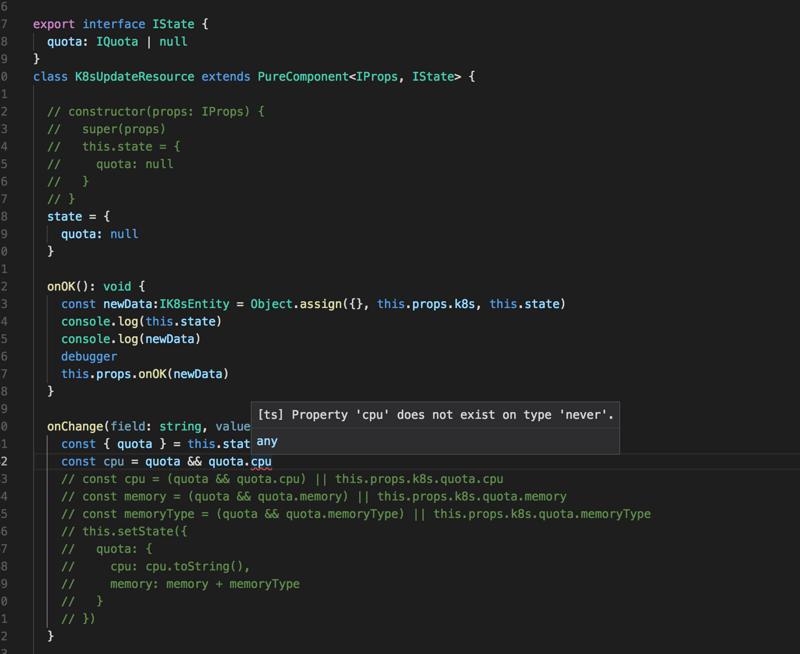 6
7 export interface IState {
8 quota: IQuota | null
9 }
0 class K8sUpdateResource extends PureComponent<IProps, IState> {
1
2 // constructor(props: IProps) {
3 //   super(props)
4 //   this.state = {
5 //     quota: null
6 //   }
7 // }
8 state = {
9 quota: null
0 }
1
2 onOK(): void {
3 const newData:IK8sEntity = Object.assign({}, this.props.k8s, this.state)
4 console.log(this.state)
5 console.log(newData)
6 debugger
7 this.props.onOK(newData)
8 }
9
[ts] Property 'cpu' does not exist on type 'never'.
any
0 onChange(field: string, value
1 const { quota } = this.stat
2 const cpu = quota && quota.cpu
3 // const cpu = (quota && quota.cpu) || this.props.k8s.quota.cpu
4 // const memory = (quota && quota.memory) || this.props.k8s.quota.memory
5 // const memoryType = (quota && quota.memoryType) || this.props.k8s.quota.memoryType
6 // this.setState({
7 //   quota: {
8 //     cpu: cpu.toString(),
9 //     memory: memory + memoryType
0 //   }
1 // })
2 }
3